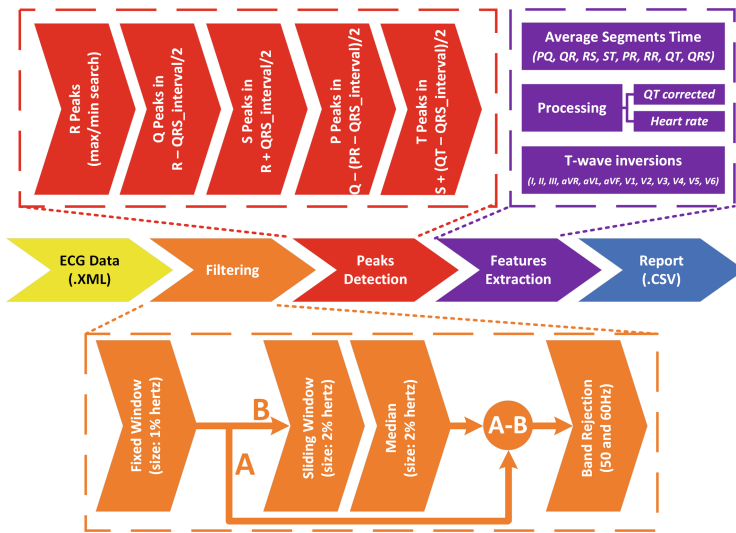 R Peaks
(max/min search)
Q Peaks in
R – QRS_interval/2
S Peaks in
R + QRS_interval/2
P Peaks in
Q – (PR – QRS_interval)/2
T Peaks in
S + (QT – QRS_interval)/2
Average Segments Time
(PQ, QR, RS, ST, PR, RR, QT, QRS)
Processing
QT corrected
Heart rate
T-wave inversions
(I, II, III, aVR, aVL, aVF, V1, V2, V3, V4, V5, V6)
ECG Data
(.XML)
Filtering
Peaks
Detection
Features
Extraction
Report
(.CSV)
Fixed Window
(size: 1% hertz)
B
A
Sliding Window
(size: 2% hertz)
Median
(size: 2% hertz)
A-B
Band Rejection
(50 and 60Hz)